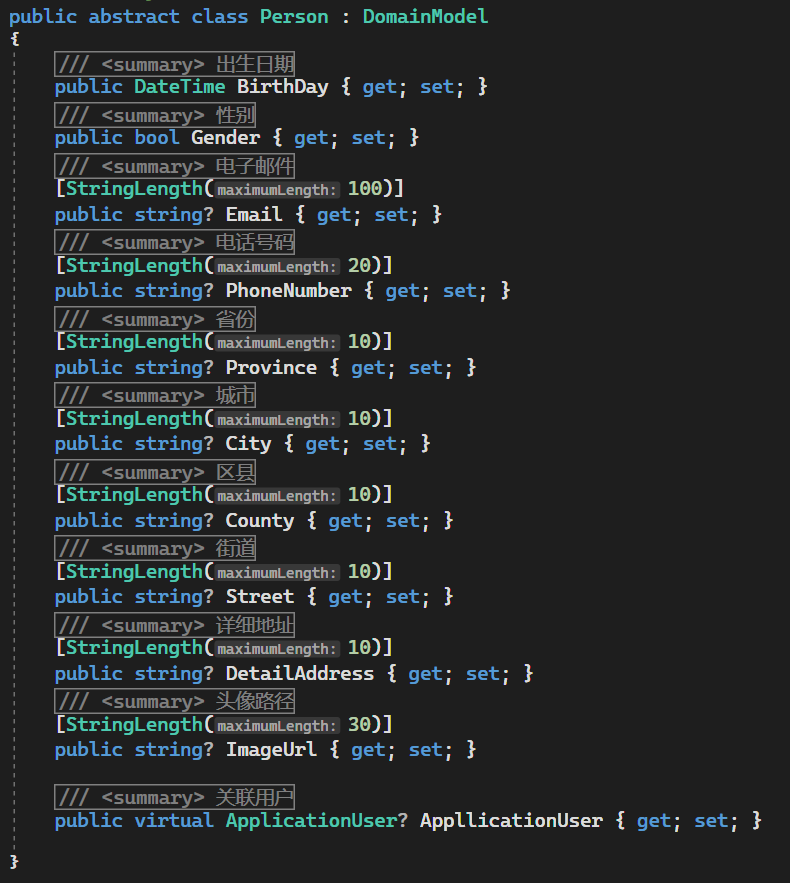 public abstract class Person : DomainModel
{
/// <summary> 出生日期
public DateTime BirthDay { get; set; }
/// <summary> 性别
public bool Gender { get; set; }
/// <summary> 电子邮件
[StringLength(maximumLength: 100)]
public string? Email { get; set; }
/// <summary> 电话号码
[StringLength(maximumLength: 20)]
public string? PhoneNumber { get; set; }
/// <summary> 省份
[StringLength(maximumLength: 10)]
public string? Province { get; set; }
/// <summary> 城市
[StringLength(maximumLength: 10)]
public string? City { get; set; }
/// <summary> 区县
[StringLength(maximumLength: 10)]
public string? County { get; set; }
/// <summary> 街道
[StringLength(maximumLength: 10)]
public string? Street { get; set; }
/// <summary> 详细地址
[StringLength(maximumLength: 10)]
public string? DetailAddress { get; set; }
/// <summary> 头像路径
[StringLength(maximumLength: 30)]
public string? ImageUrl { get; set; }
/// <summary> 关联用户
public virtual ApplicationUser? AppllicationUser { get; set; }
}